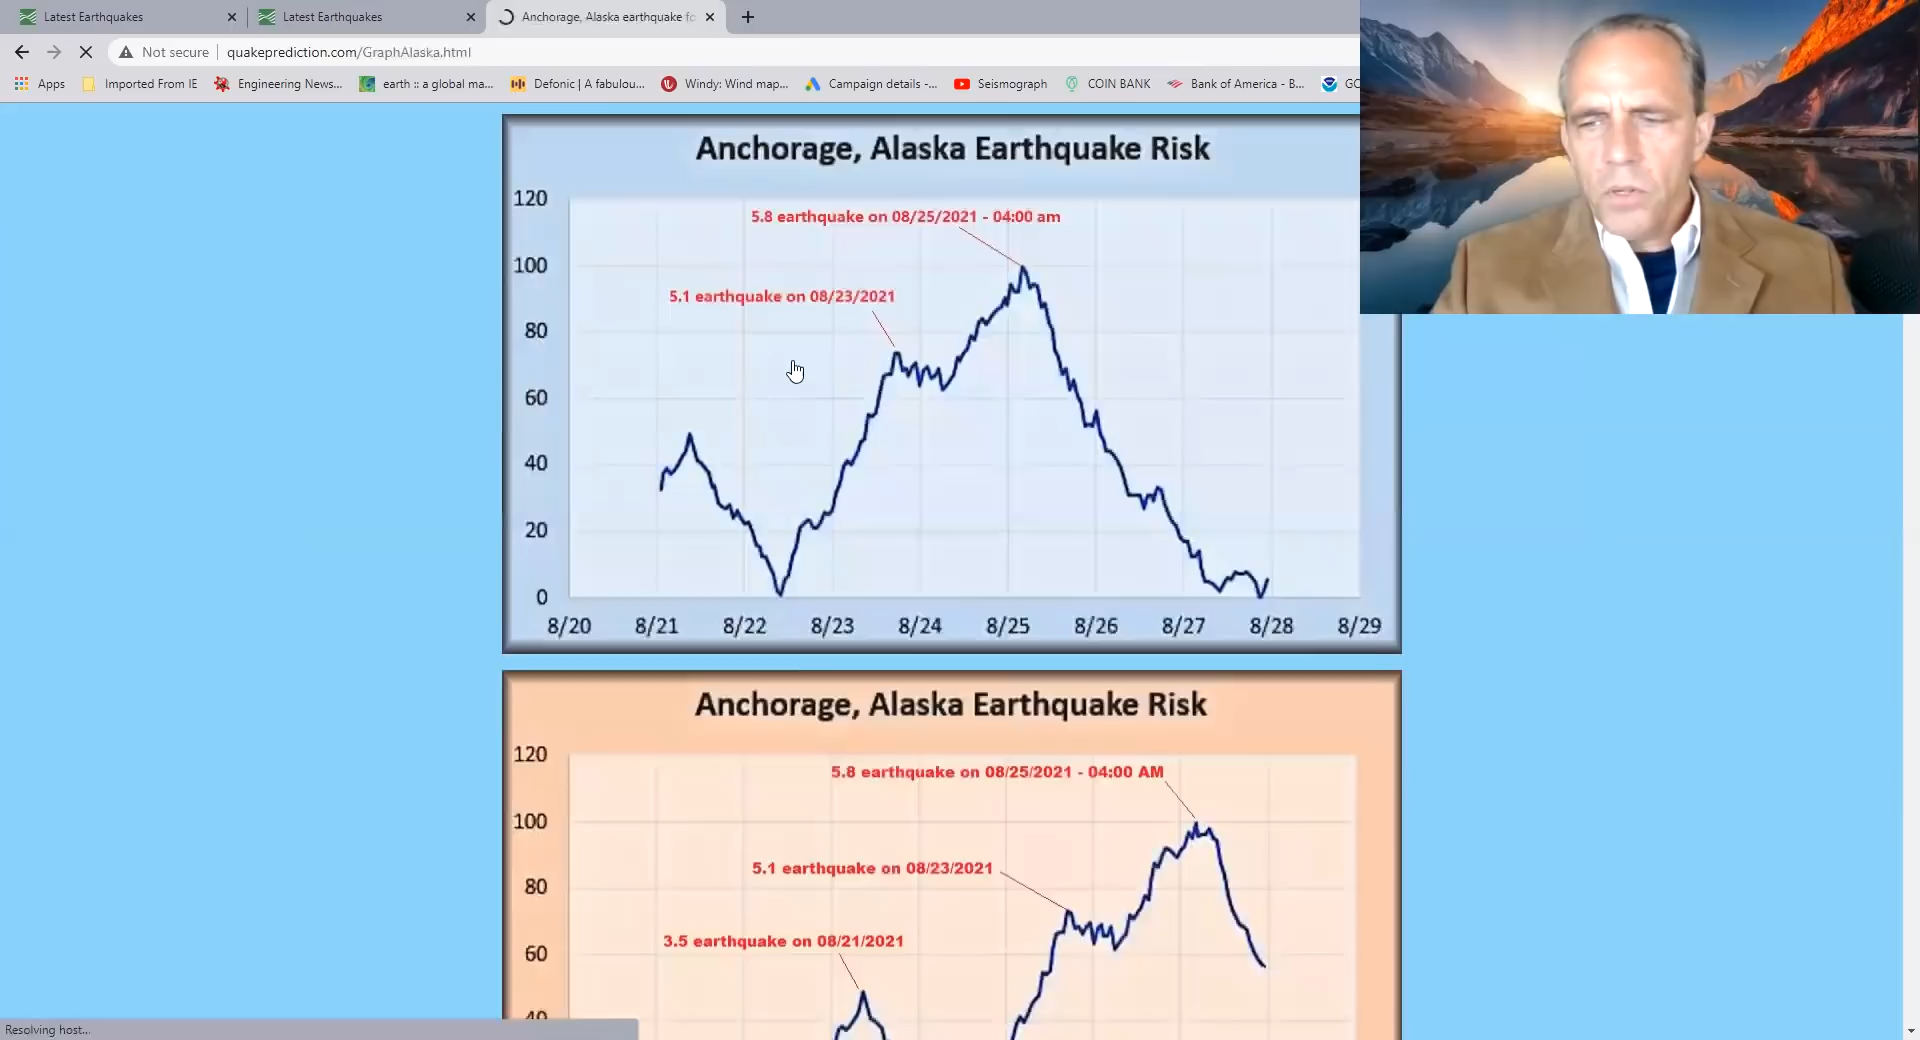 Latest Earthquakes
Latest Earthquakes
Anchorage, Alaska earthquake fo
Not secure
quakeprediction.com/GraphAlaska.html
Apps
Imported From IE
Engineering News...
earth :: a global ma...
Defonic | A fabulou...
Windy: Wind map...
Campaign details -...
Seismograph
COIN BANK
Bank of America - B...
GO
Anchorage, Alaska Earthquake Risk
120
5.8 earthquake on 08/25/2021 - 04:00 am
100
5.1 earthquake on 08/23/2021
80
60
40
20
0
8/20 8/21 8/22 8/23 8/24 8/25 8/26 8/27 8/28 8/29
Anchorage, Alaska Earthquake Risk
120
5.8 earthquake on 08/25/2021 - 04:00 AM
100
5.1 earthquake on 08/23/2021
80
3.5 earthquake on 08/21/2021
60
40
Resolving host...